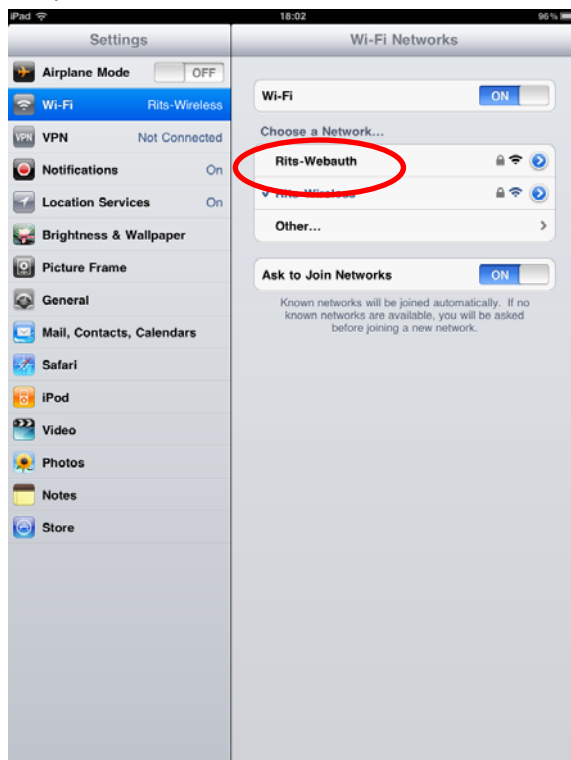 iPad 18:02 96%
Settings
Airplane Mode OFF
Wi-Fi Rits-Wireless
VPN VPN Not Connected
Notifications On
Location Services On
Brightness & Wallpaper
Picture Frame
General
Mail, Contacts, Calendars
Safari
iPod
Video
Photos
Notes
Store
Wi-Fi Networks
Wi-Fi ON
Choose a Network...
Rits-Webauth
Rits-Wireless
Other...
Ask to Join Networks ON
Known networks will be joined automatically. If no
known networks are available, you will be asked
before joining a new network.